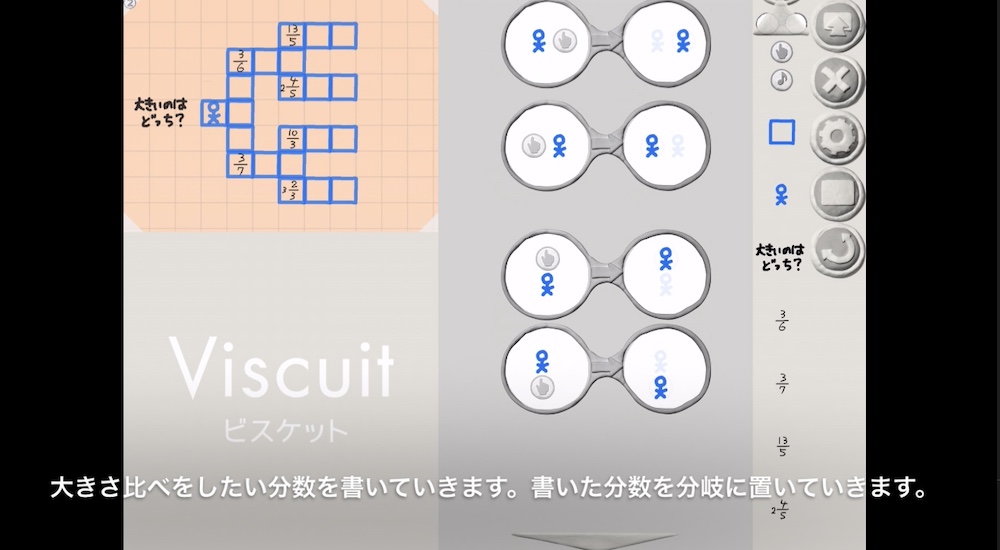 ②
13/5
3/6
2 4/5
大きいのは
どっち?
10/3
3/7
3 2/3
大きいのは
どっち?
3/6
3/7
13/5
2 4/5
Viscuit
ビスケット
大きさ比べをしたい分数を書いていきます。書いた分数を分岐に置いていきます。